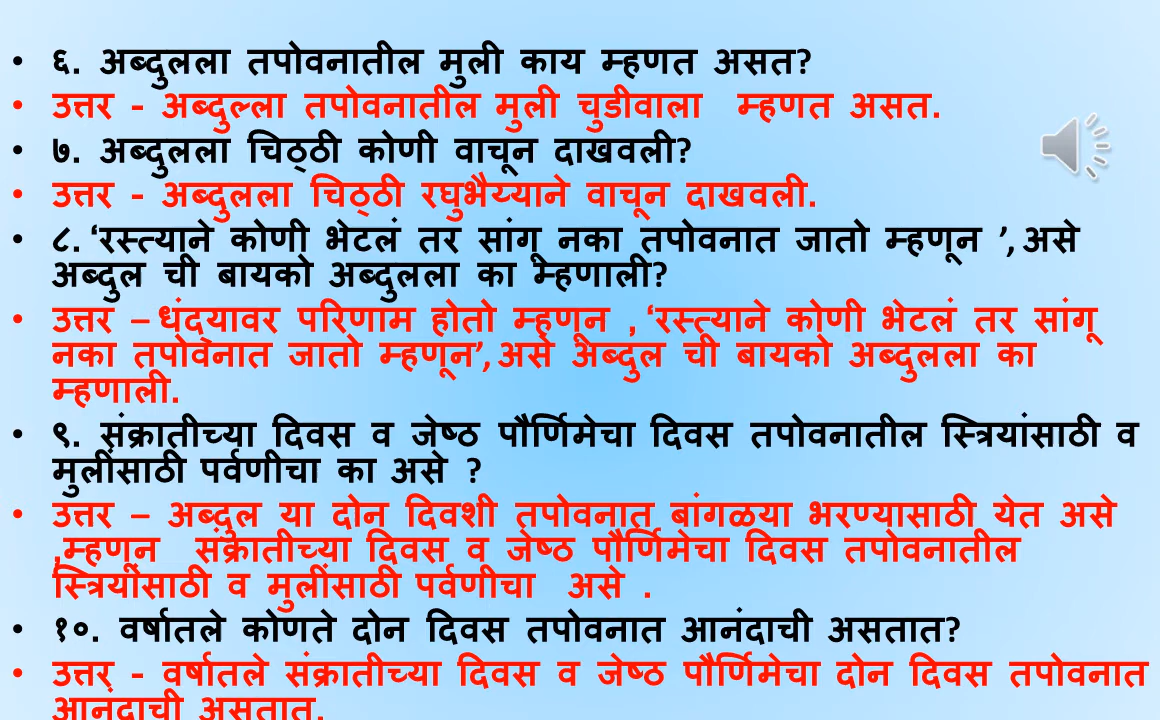 • ६. अब्दुलला तपोवनातील मुली काय म्हणत असत?
• उत्तर - अब्दुल्ला तपोवनातील मुली चुडीवाला म्हणत असत.
• ७. अब्दुलला चिठ्ठी कोणी वाचून दाखवली?
• उत्तर - अब्दुलला चिठ्ठी रघुभैय्याने वाचून दाखवली.
• ८. ‘रस्त्याने कोणी भेटलं तर सांगू नका तपोवनात जातो म्हणून ’, असे
अब्दुल ची बायको अब्दुलला का म्हणाली?
• उत्तर – धंद्यावर परिणाम होतो म्हणून , ‘रस्त्याने कोणी भेटलं तर सांगू
नका तपोवनात जातो म्हणून’, असे अब्दुल ची बायको अब्दुलला का
म्हणाली.
• ९. संक्रातीच्या दिवस व जेष्ठ पौर्णिमेचा दिवस तपोवनातील स्त्रियांसाठी व
मुलींसाठी पर्वणीचा का असे ?
• उत्तर – अब्दुल या दोन दिवशी तपोवनात बांगळया भरण्यासाठी येत असे
,म्हणून संक्रातीच्या दिवस व जेष्ठ पौर्णिमेचा दिवस तपोवनातील
स्त्रियांसाठी व मुलींसाठी पर्वणीचा असे .
• १०. वर्षातले कोणते दोन दिवस तपोवनात आनंदाची असतात?
• उत्तर - वर्षातले संक्रातीच्या दिवस व जेष्ठ पौर्णिमेचा दोन दिवस तपोवनात
आनंदाची असतात.